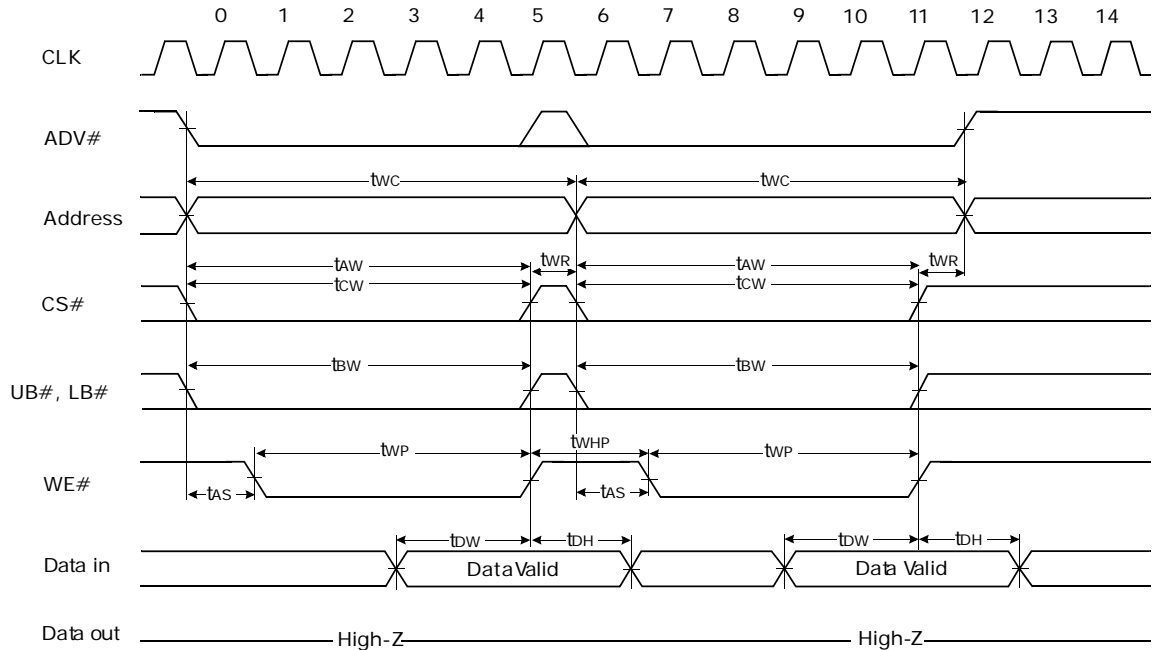 0 1 2 3 4 5 6 7 8 9 10 11 12 13 14
CLK
ADV#
tWC tWC
Address
tAW tWR tAW tWR
tCW tCW
CS#
tBW tBW
UB#, LB#
tWP tWHP tWP
WE#
tAS tAS
tDW tDH tDW tDH
Data in Data Valid Data Valid
Data out High-Z High-Z